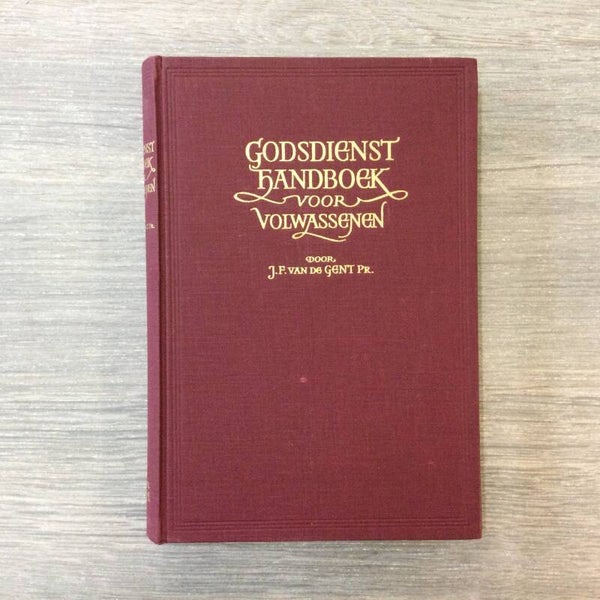 GODSDIENST
HANDBOEK
VOOR
VOLWASSENEN
DOOR
J.F. VAN DE GENT PR.